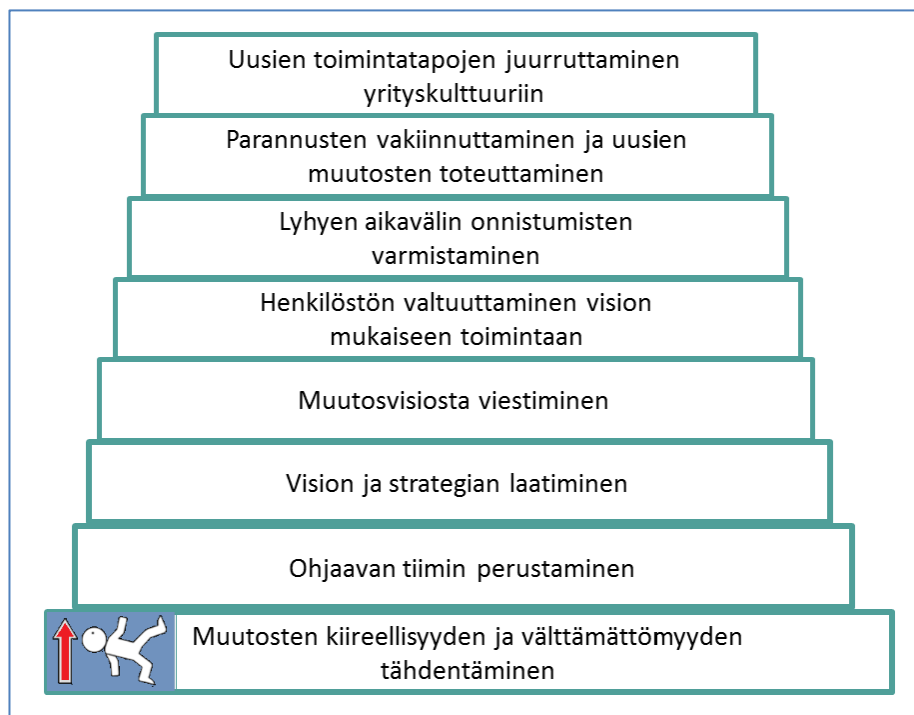 Uusien toimintatapojen juurruttaminen
yrityskulttuuriin
Parannusten vakiinnuttaminen ja uusien
muutosten toteuttaminen
Lyhyen aikavälin onnistumisten
varmistaminen
Henkilöstön valtuuttaminen vision
mukaiseen toimintaan
Muutosvisiosta viestiminen
Vision ja strategian laatiminen
Ohjaavan tiimin perustaminen
Muutosten kiireellisyyden ja välttämättömyyden
tähdentäminen